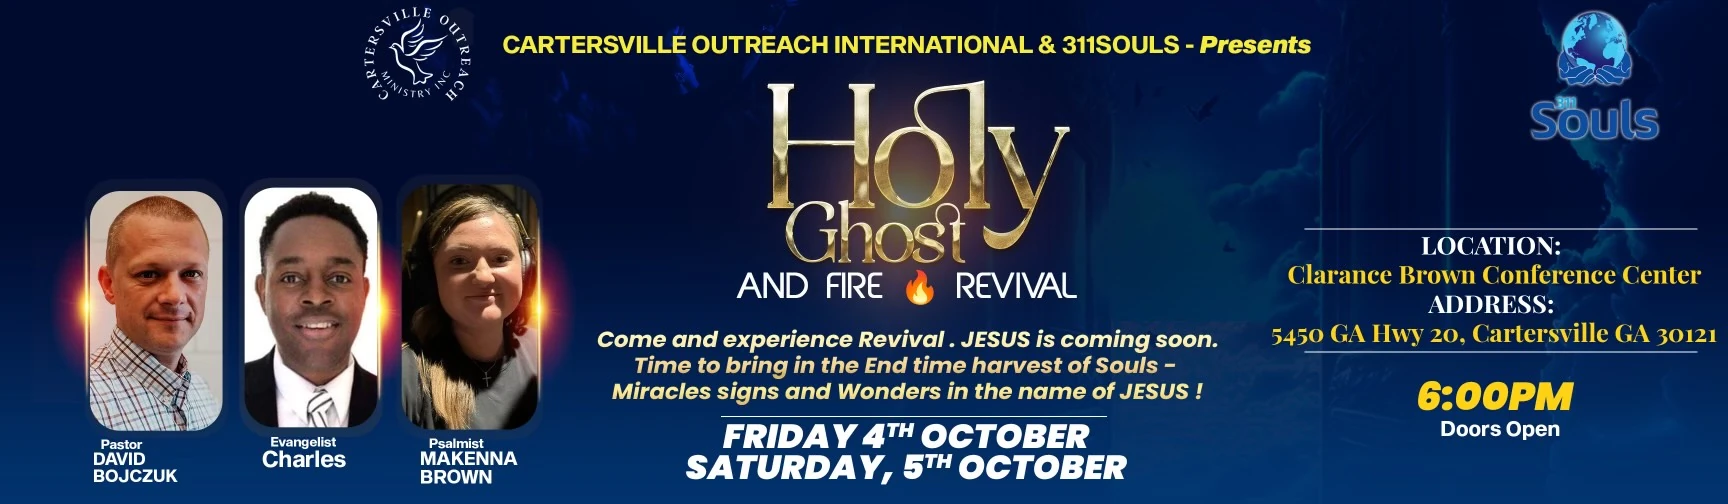 CARTERSVILLE OUTREACH
MINISTRY INC
CARTERSVILLE OUTREACH INTERNATIONAL & 311SOULS - Presents
311
Souls
Holy
Ghost
AND FIRE 🔥 REVIVAL
Come and experience Revival . JESUS is coming soon.
Time to bring in the End time harvest of Souls -
Miracles signs and Wonders in the name of JESUS !
FRIDAY 4TH OCTOBER
SATURDAY, 5TH OCTOBER
Pastor
DAVID
BOJCZUK
Evangelist
Charles
Psalmist
MAKENNA
BROWN
LOCATION:
Clarance Brown Conference Center
ADDRESS:
5450 GA Hwy 20, Cartersville GA 30121
6:00PM
Doors Open